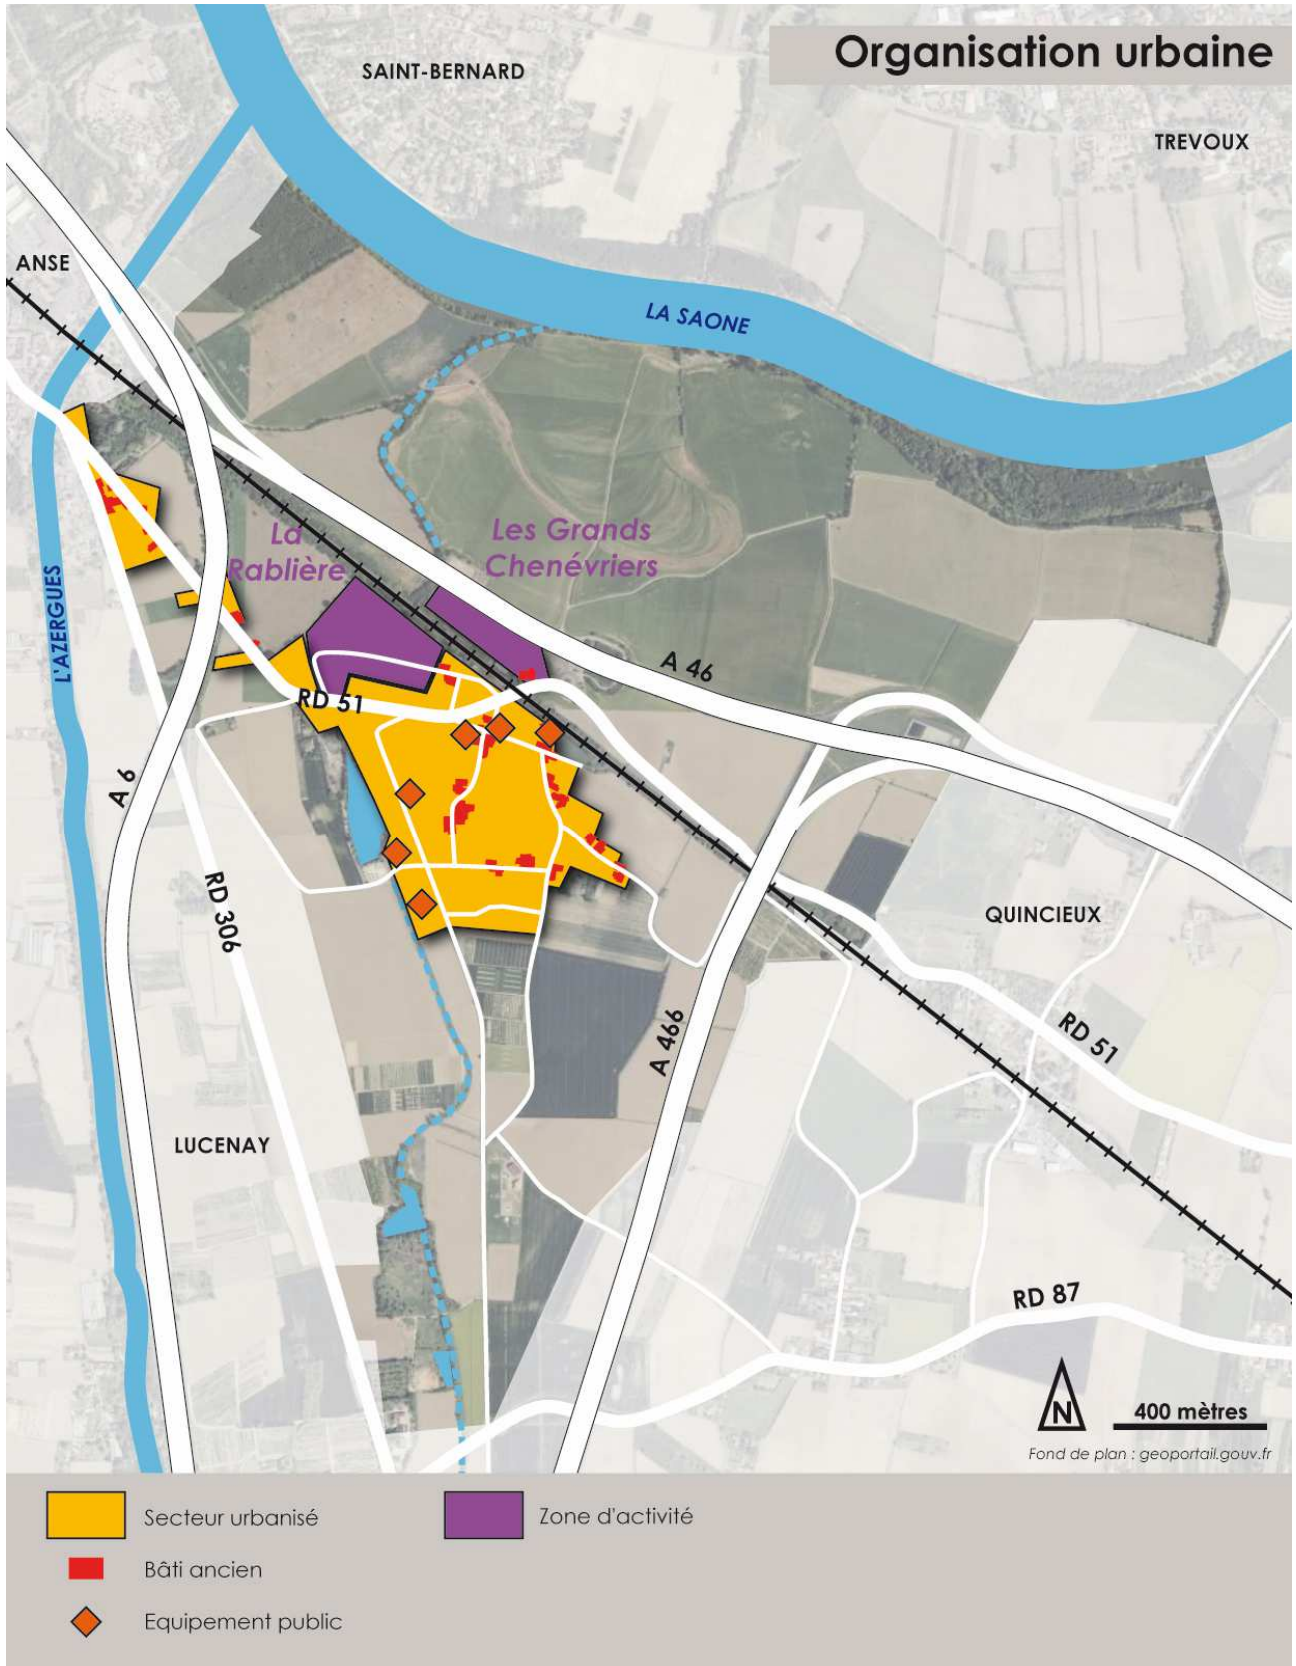 Organisation urbaine
SAINT-BERNARD
TREVOUX
ANSE
LA SAONE
La
Rablière
Les Grands
Chenévriers
L'AZERGUES
A 46
RD 51
A 6
RD 306
QUINCIEUX
A 466
RD 51
LUCENAY
RD 87
N
400 mètres
Fond de plan : geoportail.gouv.fr
Secteur urbanisé
Zone d'activité
Bâti ancien
Equipement public